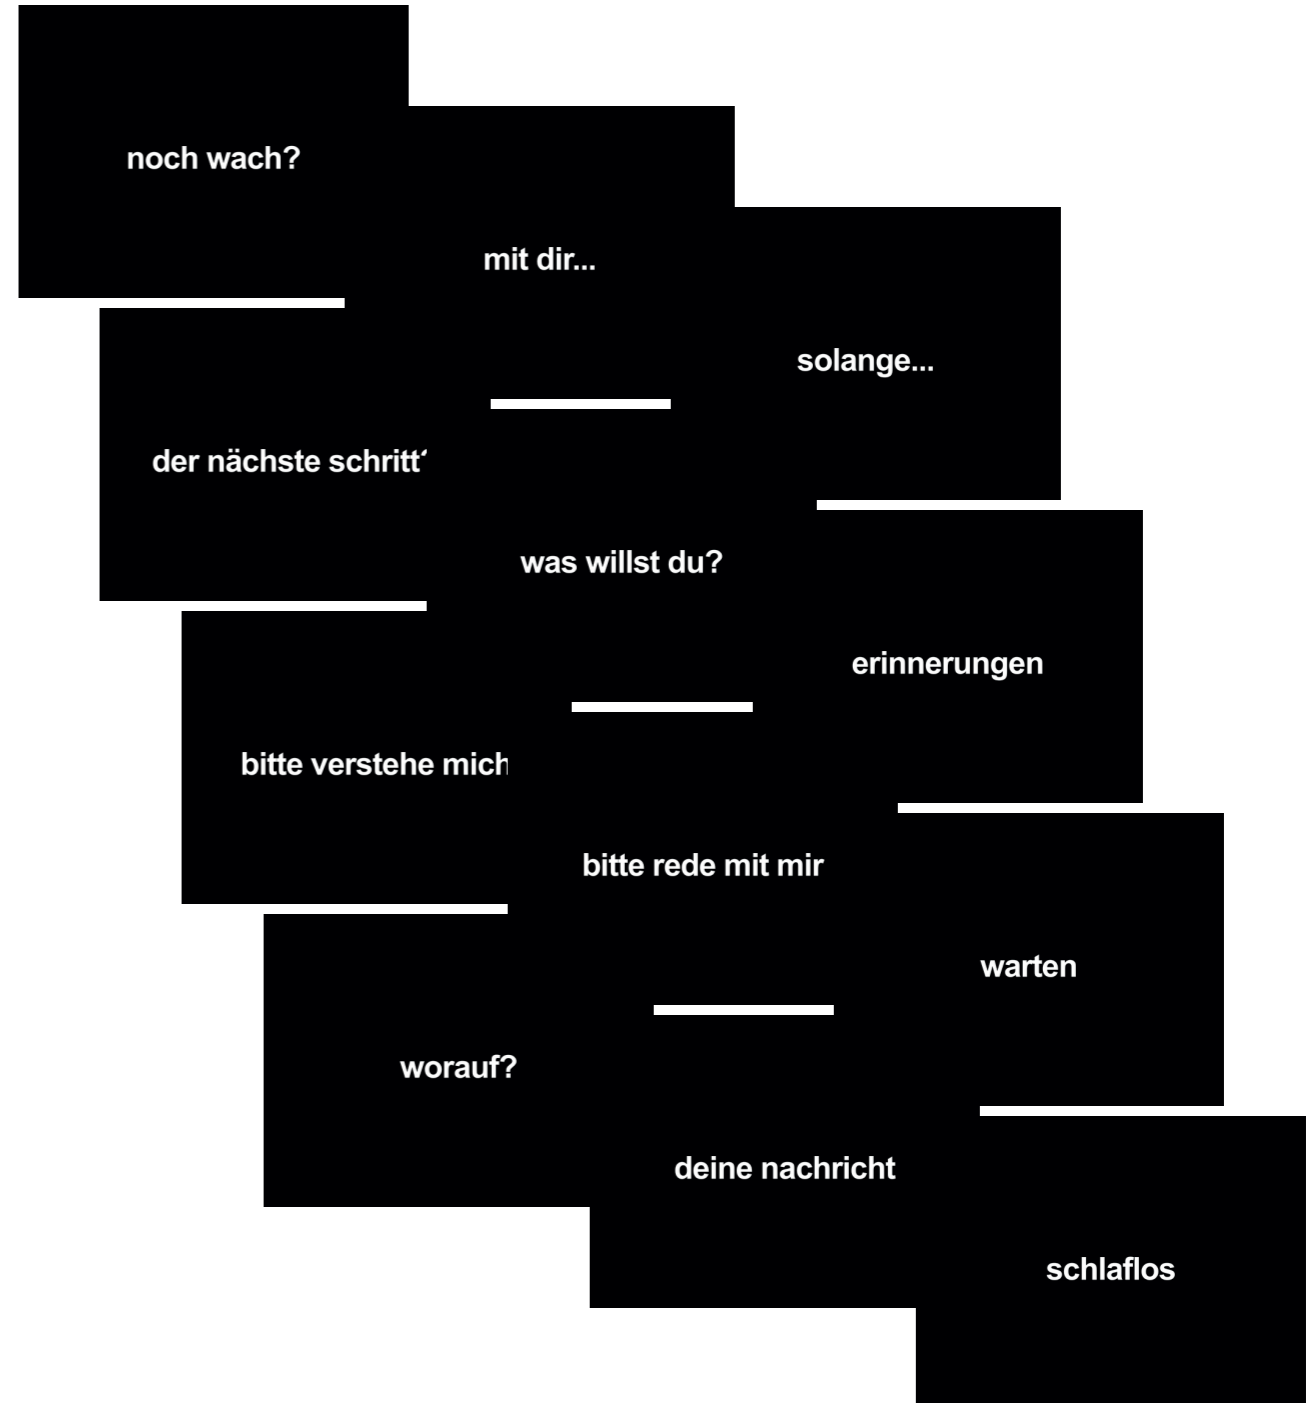 noch wach?
mit dir...
solange...
der nächste schritt?
was willst du?
erinnerungen
bitte verstehe mich
bitte rede mit mir
warten
worauf?
deine nachricht
schlaflos